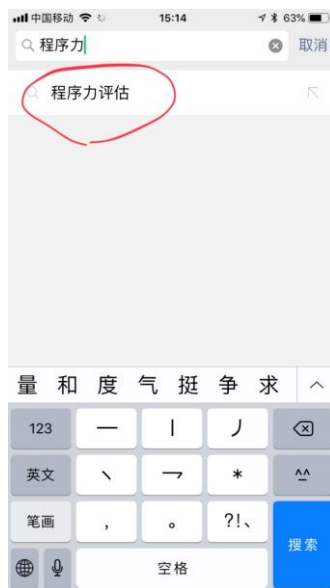 中国移动 15:14 63%
程序力 取消
程序力评估
量 和 度 气 挺 争 求
123 一 丨 丿
英文 丶 乛 * ^^
笔画 , 。 ?!、 搜索
空格